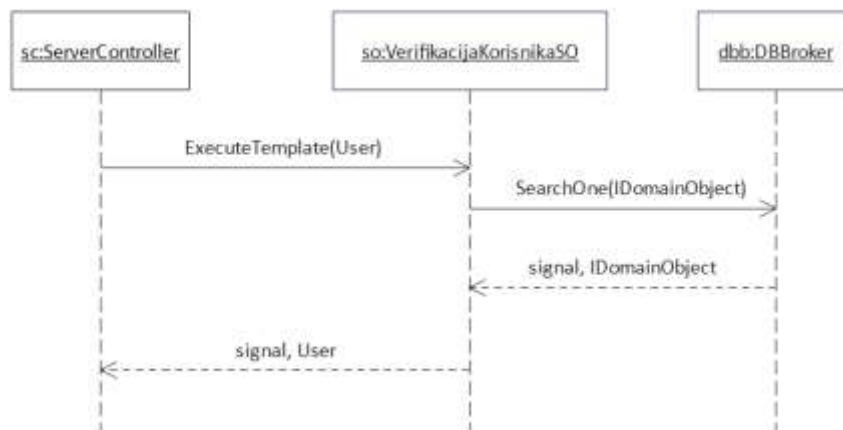 sc:ServerController
so:VerifikacijaKorisnikaSO
dbb:DBBroker
ExecuteTemplate(User)
SearchOne(IDomainObject)
signal, IDomainObject
signal, User